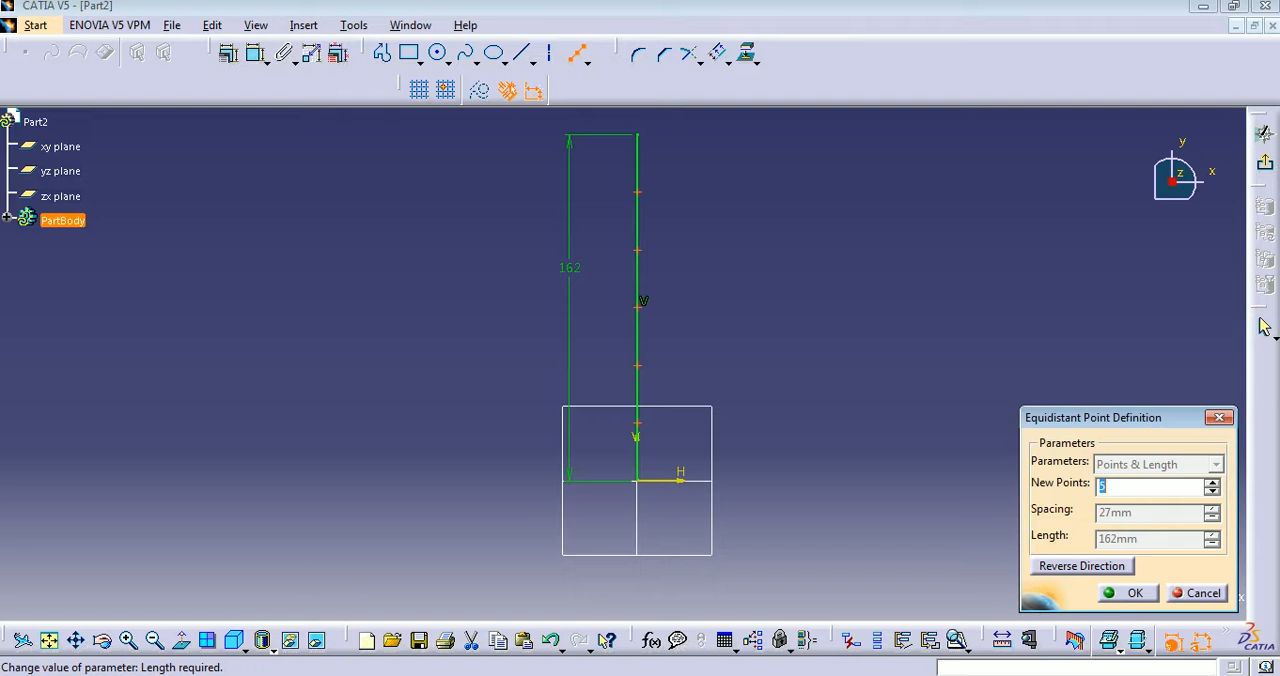 CATIA V5 - [Part2]
Start ENOVIA V5 VPM File Edit View Insert Tools Window Help
f(x)
Part2
xy plane
yz plane
zx plane
PartBody
y
x
z
162
V
V
H
Equidistant Point Definition
Parameters
Parameters: Points & Length
New Points: 5
Spacing: 27mm
Length: 162mm
Reverse Direction
OK Cancel
x
CATIA
Change value of parameter: Length required.